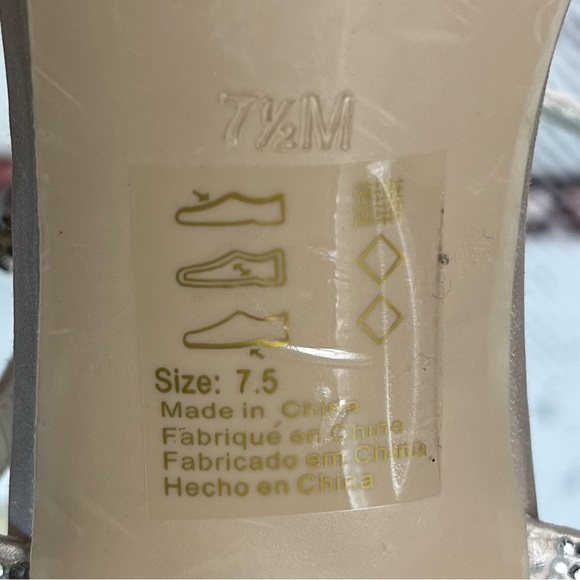 7½M
Size: 7.5
Made in China
Fabriqué en Chine
Fabricado em China
Hecho en China